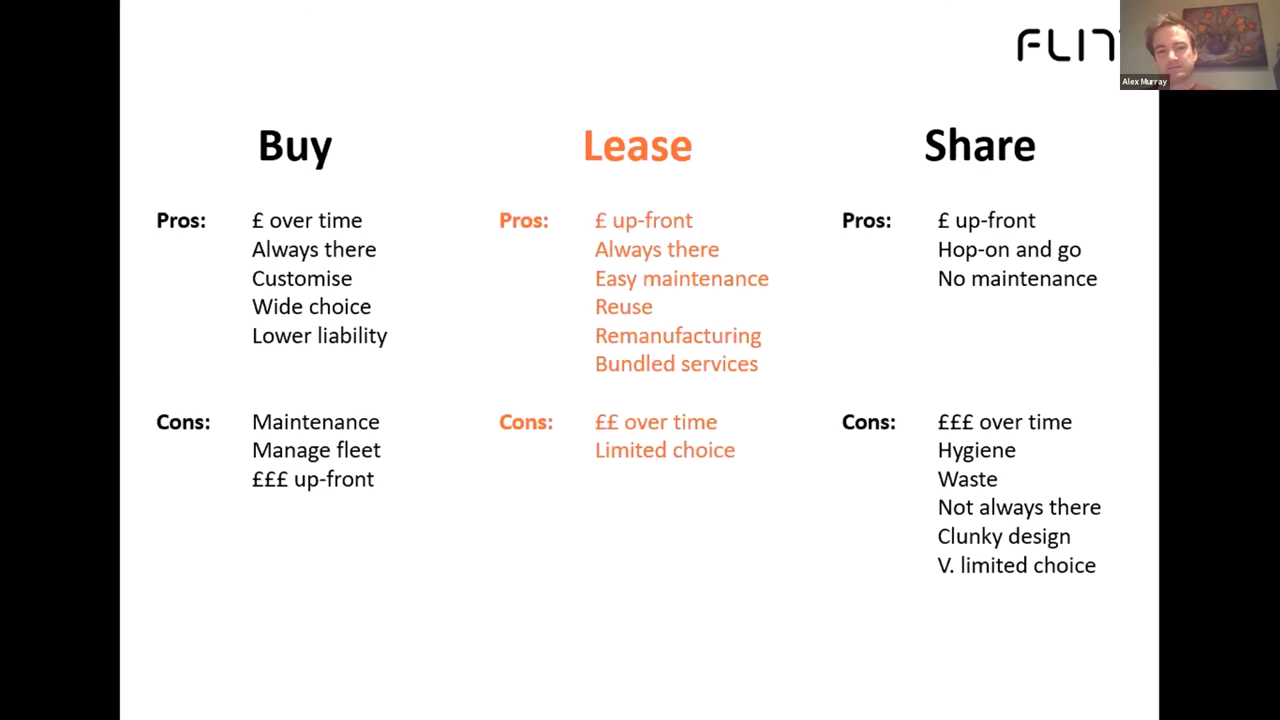 Alex Murray
Buy
Pros:
£ over time
Always there
Customise
Wide choice
Lower liability
Cons:
Maintenance
Manage fleet
£££ up-front
Lease
Pros:
£ up-front
Always there
Easy maintenance
Reuse
Remanufacturing
Bundled services
Cons:
££ over time
Limited choice
Share
Pros:
£ up-front
Hop-on and go
No maintenance
Cons:
£££ over time
Hygiene
Waste
Not always there
Clunky design
V. limited choice